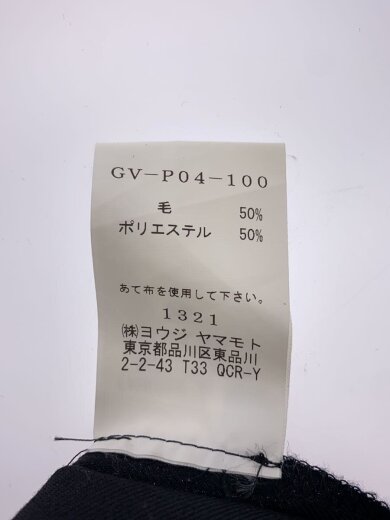 GV-P04-100
毛 50%
ポリエステル 50%
あて布を使用して下さい。
1321
㈱ヨウジ ヤマモト
東京都品川区東品川
2-2-43 T33 QCR-Y